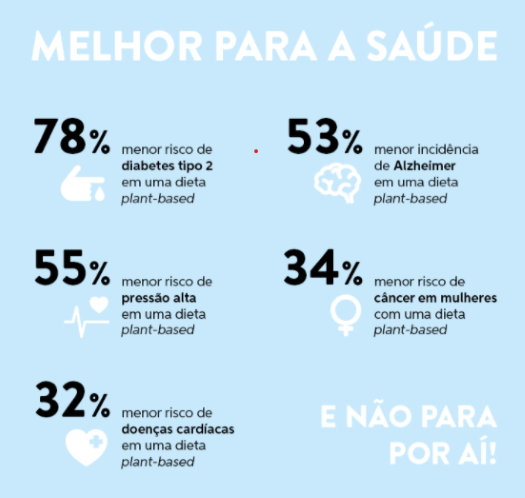 MELHOR PARA A SAÚDE
78% menor risco de
diabetes tipo 2
em uma dieta
plant-based
53% menor incidência
de Alzheimer
em uma dieta
plant-based
55% menor risco de
pressão alta
em uma dieta
plant-based
34% menor risco de
câncer em mulheres
com uma dieta
plant-based
32% menor risco de
doenças cardíacas
em uma dieta
plant-based
E NÃO PARA
POR AÍ!